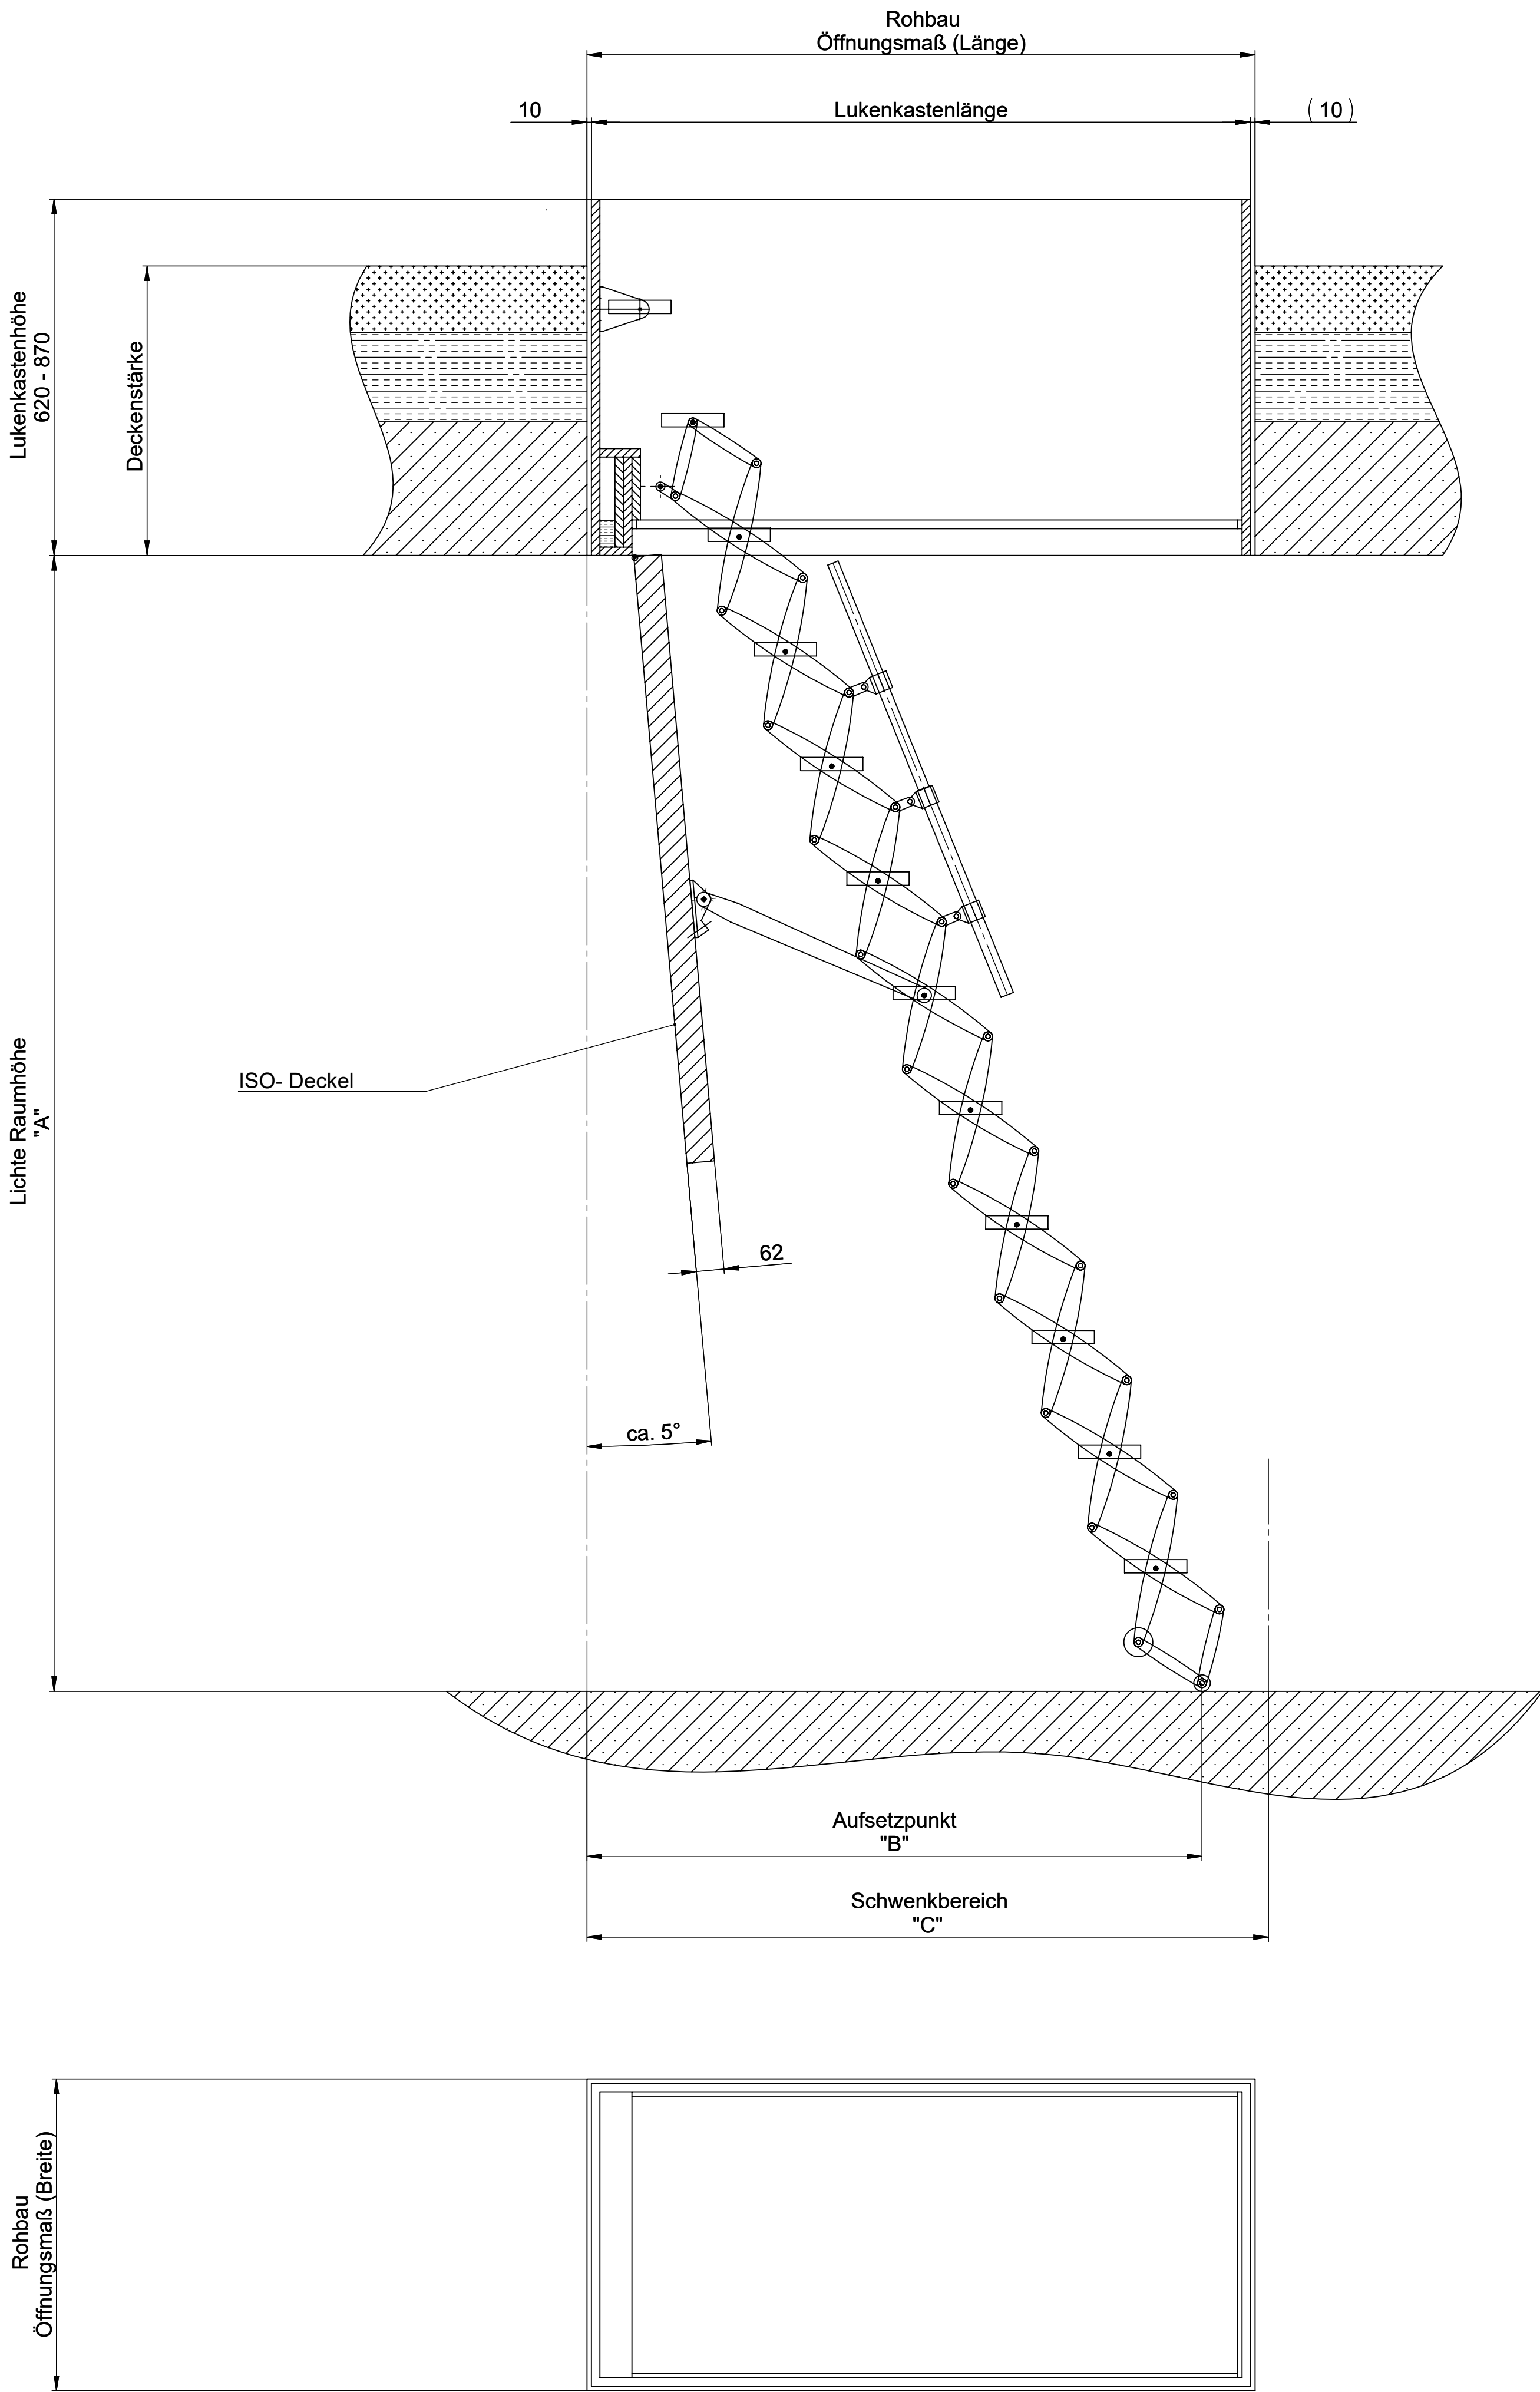 Rohbau
Öffnungsmaß (Länge)
10
Lukenkastenlänge
(10)
Lukenkastenhöhe
620 - 870
Deckenstärke
Lichte Raumhöhe
"A"
ISO- Deckel
62
ca. 5°
Aufsetzpunkt
"B"
Schwenkbereich
"C"
Rohbau
Öffnungsmaß (Breite)